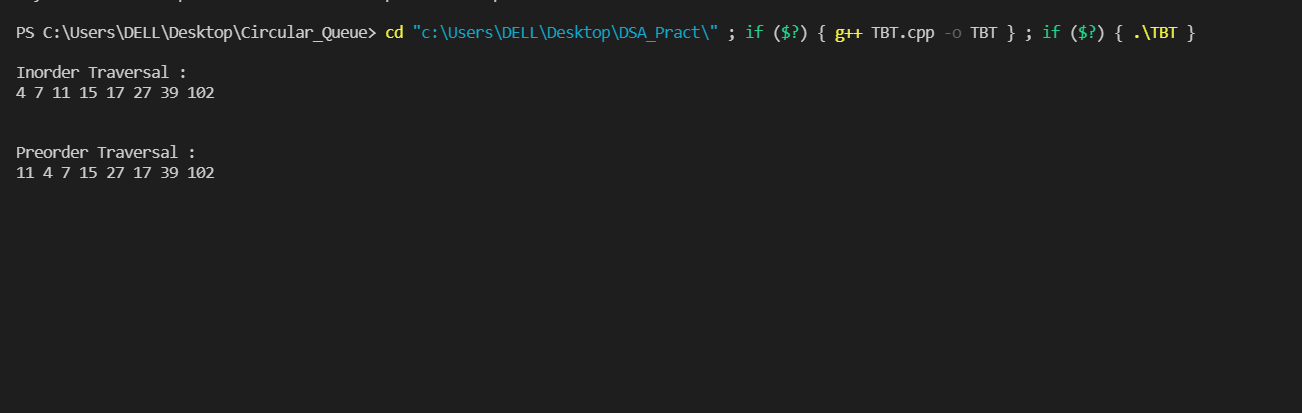 PS C:\Users\DELL\Desktop\Circular_Queue> cd "c:\Users\DELL\Desktop\DSA_Pract\" ; if ($?) { g++ TBT.cpp -o TBT } ; if ($?) { .\TBT }
Inorder Traversal :
4 7 11 15 17 27 39 102
Preorder Traversal :
11 4 7 15 27 17 39 102